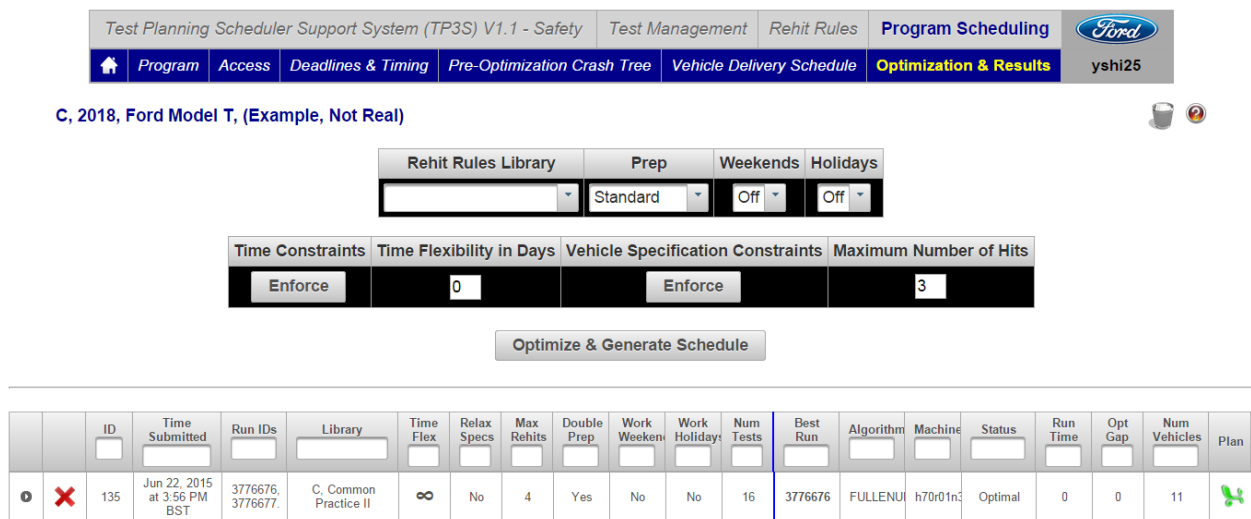 Test Planning Scheduler Support System (TP3S) V1.1 - Safety Test Management Rehit Rules Program Scheduling Ford
Program Access Deadlines & Timing Pre-Optimization Crash Tree Vehicle Delivery Schedule Optimization & Results yshi25
C, 2018, Ford Model T, (Example, Not Real)
Rehit Rules Library Prep Weekends Holidays
Standard Off Off
Time Constraints Time Flexibility in Days Vehicle Specification Constraints Maximum Number of Hits
Enforce 0 Enforce 3
Optimize & Generate Schedule
ID Time Submitted Run IDs Library Time Flex Relax Specs Max Rehits Double Prep Work Weeken Work Holiday Num Tests Best Run Algorithm Machine Status Run Time Opt Gap Num Vehicles Plan
135 Jun 22, 2015 at 3:56 PM BST 3776676, 3776677. C, Common Practice II ∞ No 4 Yes No No 16 3776676 FULLENU h70r01n3 Optimal 0 0 11